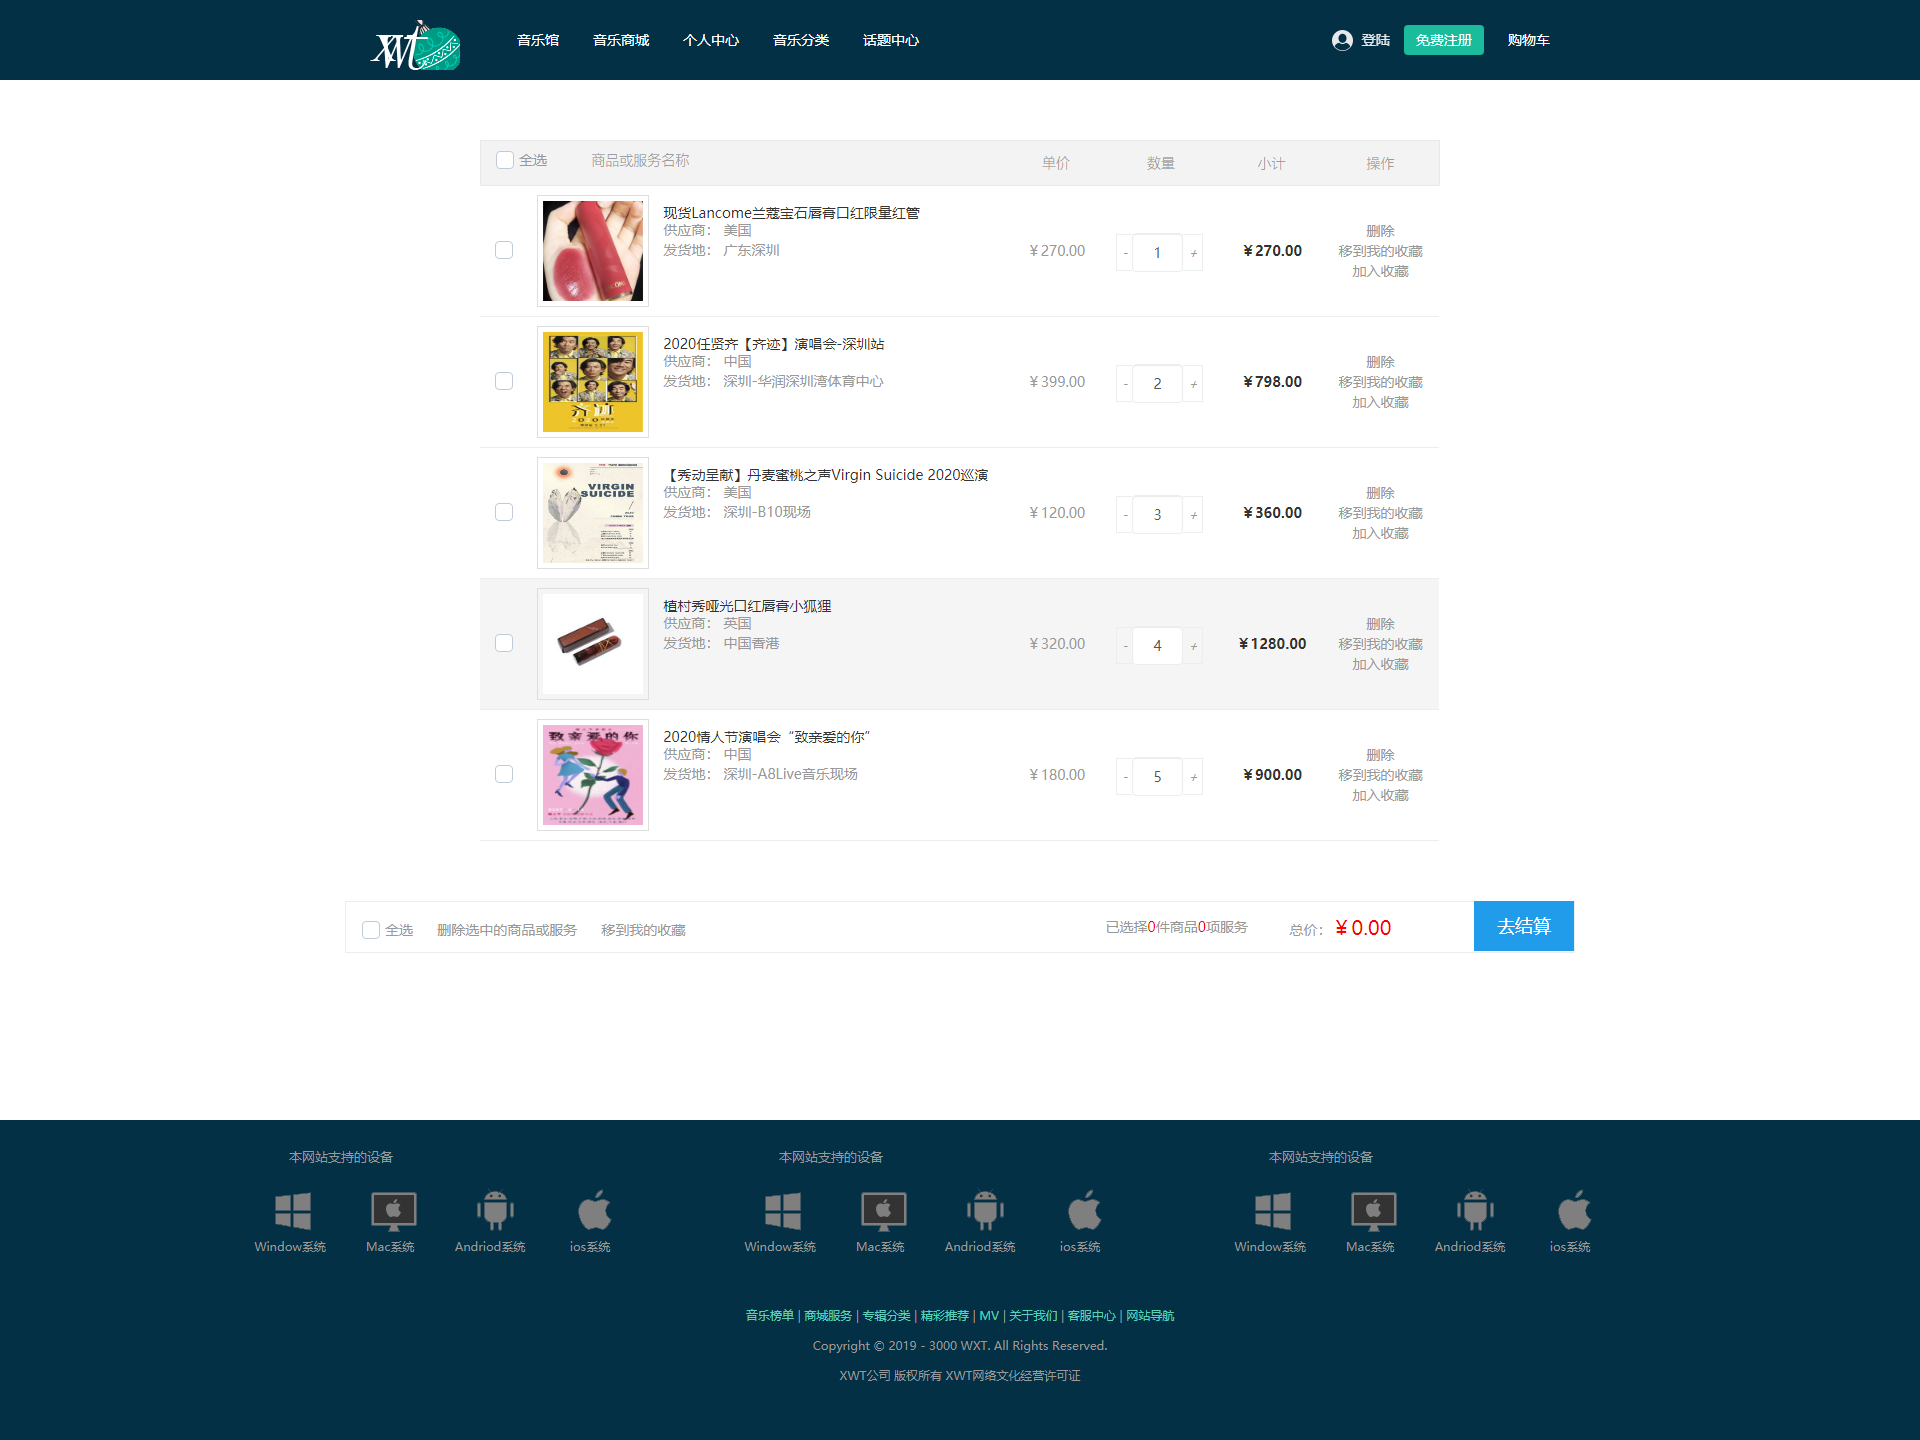 XWT 音乐馆 音乐商城 个人中心 音乐分类 话题中心 登陆 免费注册 购物车
全选 商品或服务名称 单价 数量 小计 操作
现货Lancome兰蔻宝石唇膏口红限量红管
供应商： 美国
发货地： 广东深圳
¥270.00 - 1 + ¥270.00
删除
移到我的收藏
加入收藏
2020任贤齐【齐迹】演唱会-深圳站
供应商： 中国
发货地： 深圳-华润深圳湾体育中心
¥399.00 - 2 + ¥798.00
删除
移到我的收藏
加入收藏
齐迹
VIRGIN
SUICIDE
【秀动呈献】丹麦蜜桃之声Virgin Suicide 2020巡演
供应商： 美国
发货地： 深圳-B10现场
¥120.00 - 3 + ¥360.00
删除
移到我的收藏
加入收藏
植村秀哑光口红唇膏小狐狸
供应商： 英国
发货地： 中国香港
¥320.00 - 4 + ¥1280.00
删除
移到我的收藏
加入收藏
致亲爱的你
2020情人节演唱会“致亲爱的你”
供应商： 中国
发货地： 深圳-A8Live音乐现场
¥180.00 - 5 + ¥900.00
删除
移到我的收藏
加入收藏
全选 删除选中的商品或服务 移到我的收藏 已选择0件商品0项服务 总价： ¥0.00 去结算
本网站支持的设备 本网站支持的设备 本网站支持的设备
Window系统 Mac系统 Andriod系统 ios系统 Window系统 Mac系统 Andriod系统 ios系统 Window系统 Mac系统 Andriod系统 ios系统
音乐榜单 | 商城服务 | 专辑分类 | 精彩推荐 | MV | 关于我们 | 客服中心 | 网站导航
Copyright © 2019 - 3000 WXT. All Rights Reserved.
XWT公司 版权所有 XWT网络文化经营许可证